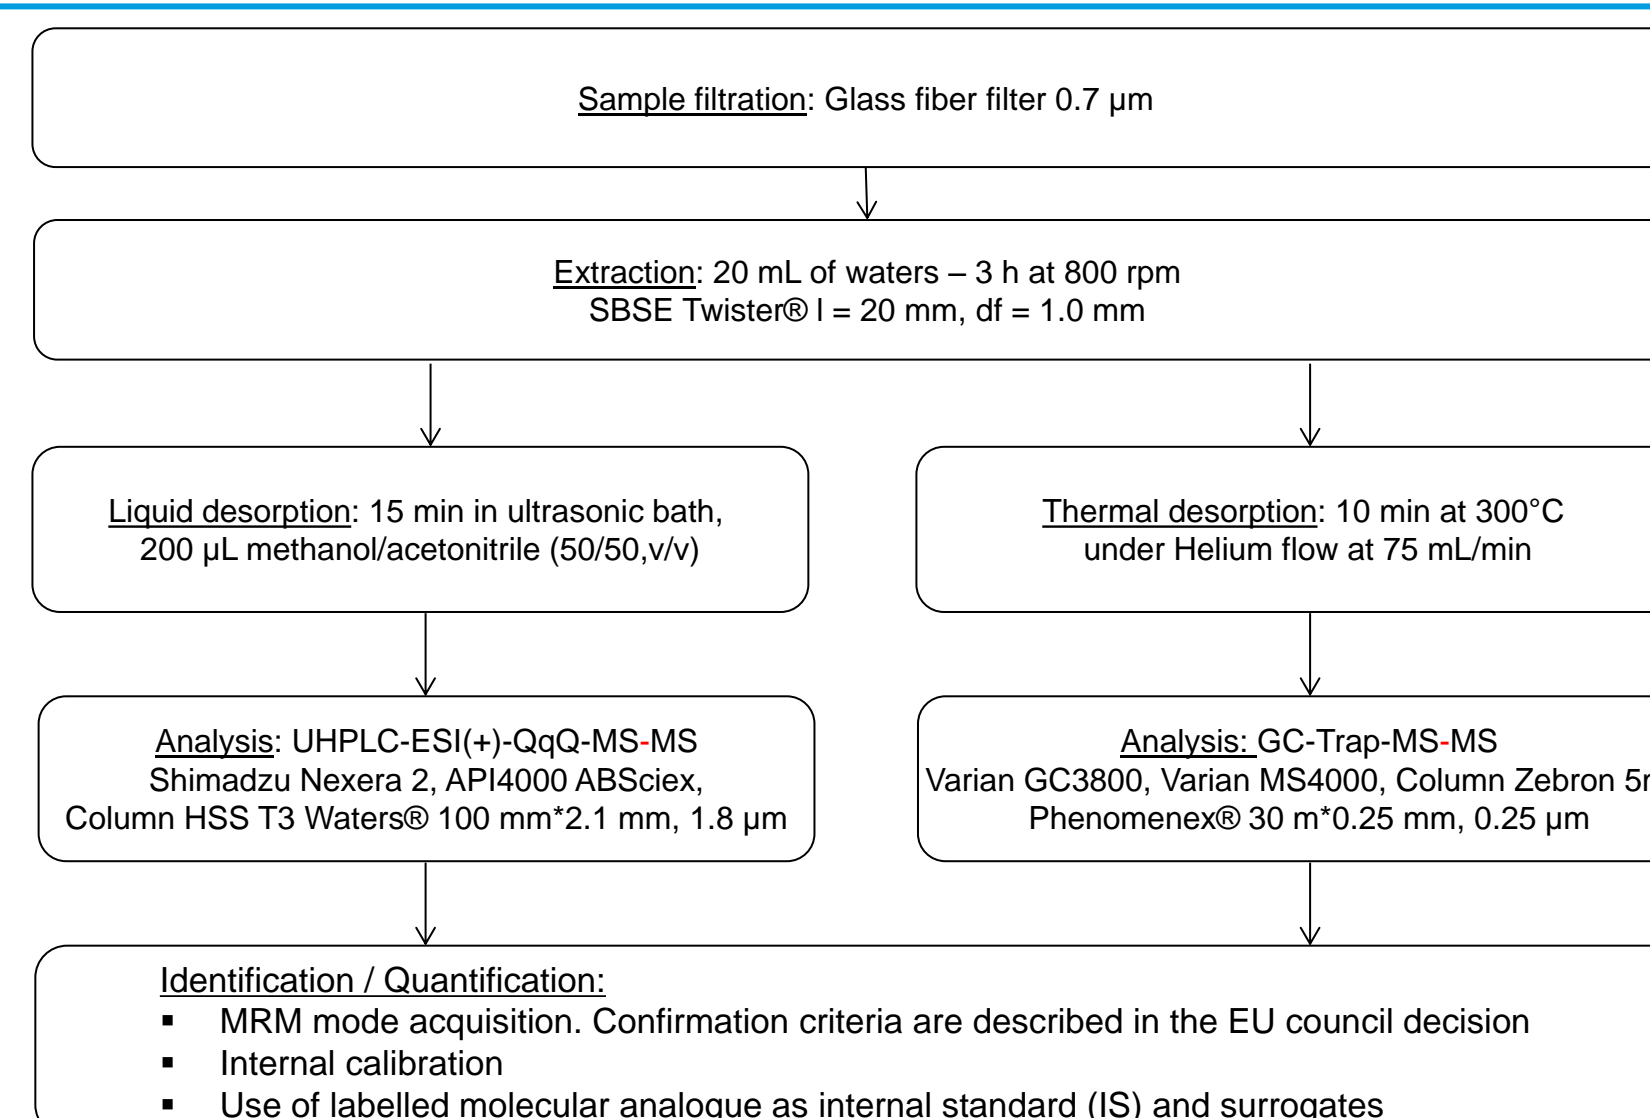 Sample filtration: Glass fiber filter 0.7 µm
Extraction: 20 mL of waters – 3 h at 800 rpm
SBSE Twister® l = 20 mm, df = 1.0 mm
Liquid desorption: 15 min in ultrasonic bath,
200 µL methanol/acetonitrile (50/50,v/v)
Thermal desorption: 10 min at 300°C
under Helium flow at 75 mL/min
Analysis: UHPLC-ESI(+)-QqQ-MS-MS
Shimadzu Nexera 2, API4000 ABSciex,
Column HSS T3 Waters® 100 mm*2.1 mm, 1.8 µm
Analysis: GC-Trap-MS-MS
Varian GC3800, Varian MS4000, Column Zebron
Phenomenex® 30 m*0.25 mm, 0.25 µm
Identification / Quantification:
▪ MRM mode acquisition. Confirmation criteria are described in the EU council decision
▪ Internal calibration
▪ Use of labelled molecular analogue as internal standard (IS) and surrogates